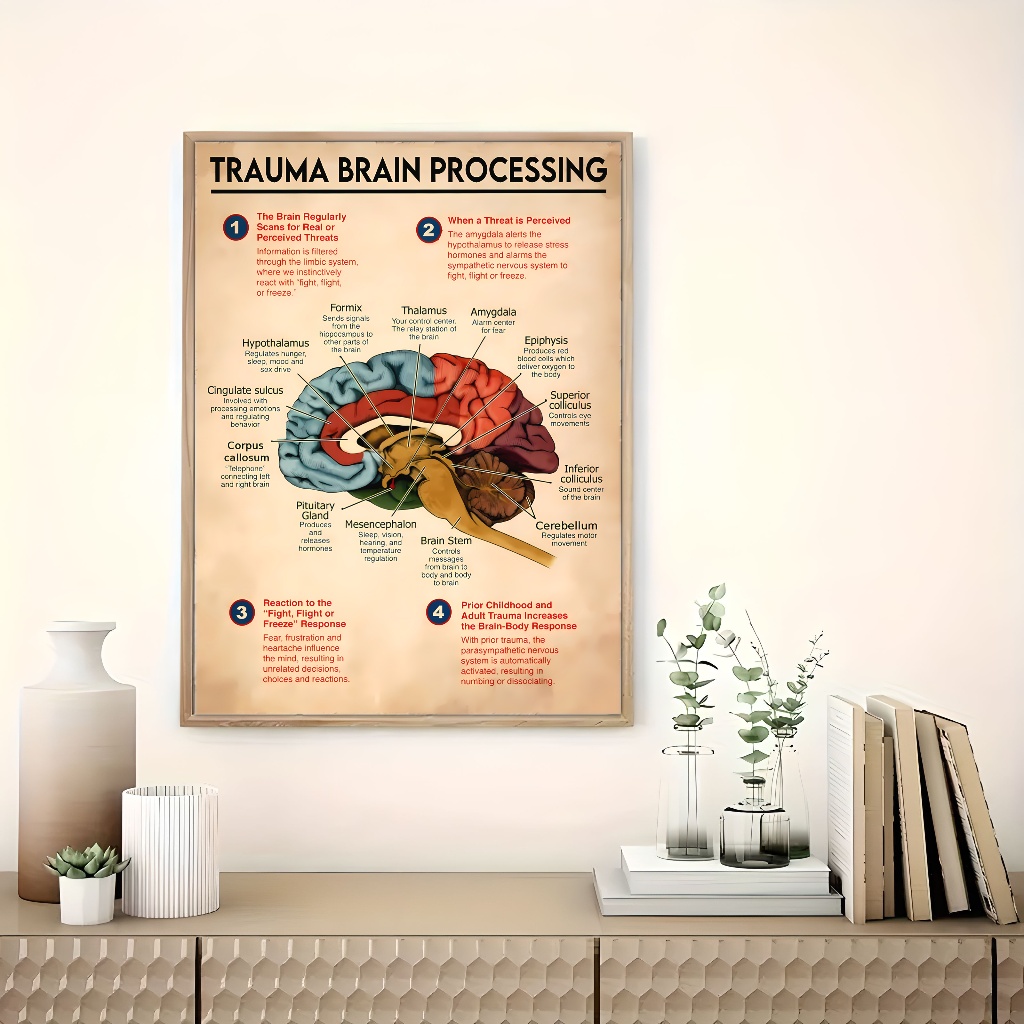 TRAUMA BRAIN PROCESSING
1
The Brain Regularly
Scans for Real or
Perceived Threats
Information is filtered
through the limbic system,
where we instinctively
react with "fight, flight,
or freeze."
2
When a Threat is Perceived
The amygdala alerts the
hypothalamus to release stress
hormones and alarms the
sympathetic nervous system to
fight, flight or freeze.
Formix
Sends signals
from the
hippocampus to
other parts of
the brain
Thalamus
Your control center.
The relay station of
the brain
Amygdala
Alarm center
for fear
Hypothalamus
Regulates hunger,
sleep, mood and
sex drive
Epiphysis
Produces red
blood cells which
deliver oxygen to
the body
Cingulate sulcus
Involved with
processing emotions
and regulating
behavior
Superior
colliculus
Controls eye
movements
Corpus
callosum
"Telephone"
connecting left
and right brain
Inferior
colliculus
Sound center
of the brain
Pituitary
Gland
Produces
and
releases
hormones
Mesencephalon
Sleep, vision,
hearing, and
temperature
regulation
Brain Stem
Controls
messages
from brain to
body and body
to brain
Cerebellum
Regulates motor
movement
3
Reaction to the
"Fight, Flight or
Freeze" Response
Fear, frustration and
heartache influence
the mind, resulting in
unrelated decisions,
choices and reactions.
4
Prior Childhood and
Adult Trauma Increases
the Brain-Body Response
With prior trauma, the
parasympathetic nervous
system is automatically
activated, resulting in
numbing or dissociating.